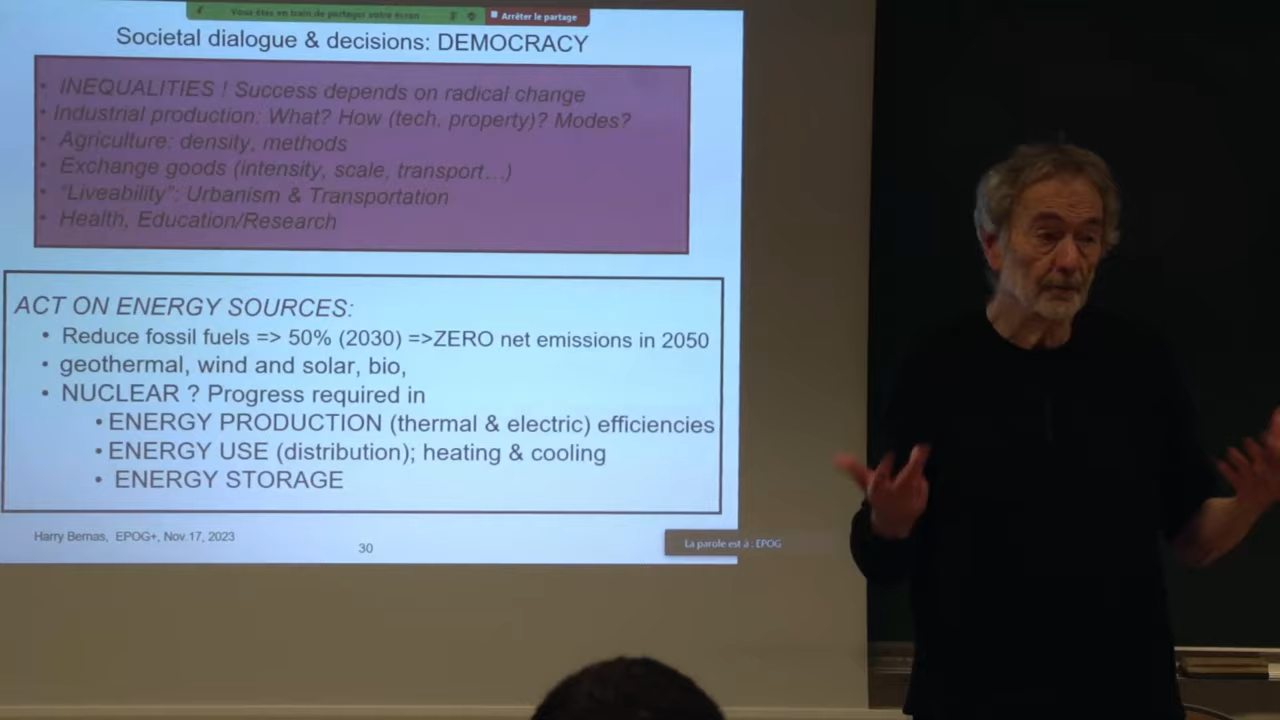 Vous êtes en train de partager votre écran
Arrêter le partage
Societal dialogue & decisions: DEMOCRACY
• INEQUALITIES ! Success depends on radical change
• Industrial production: What? How (tech, property)? Modes?
• Agriculture: density, methods
• Exchange goods (intensity, scale, transport…)
• “Liveability”: Urbanism & Transportation
• Health, Education/Research
ACT ON ENERGY SOURCES:
• Reduce fossil fuels => 50% (2030) =>ZERO net emissions in 2050
• geothermal, wind and solar, bio,
• NUCLEAR ? Progress required in
• ENERGY PRODUCTION (thermal & electric) efficiencies
• ENERGY USE (distribution); heating & cooling
• ENERGY STORAGE
Harry Bernas, EPOG+, Nov.17, 2023
30
La parole est à : EPOG